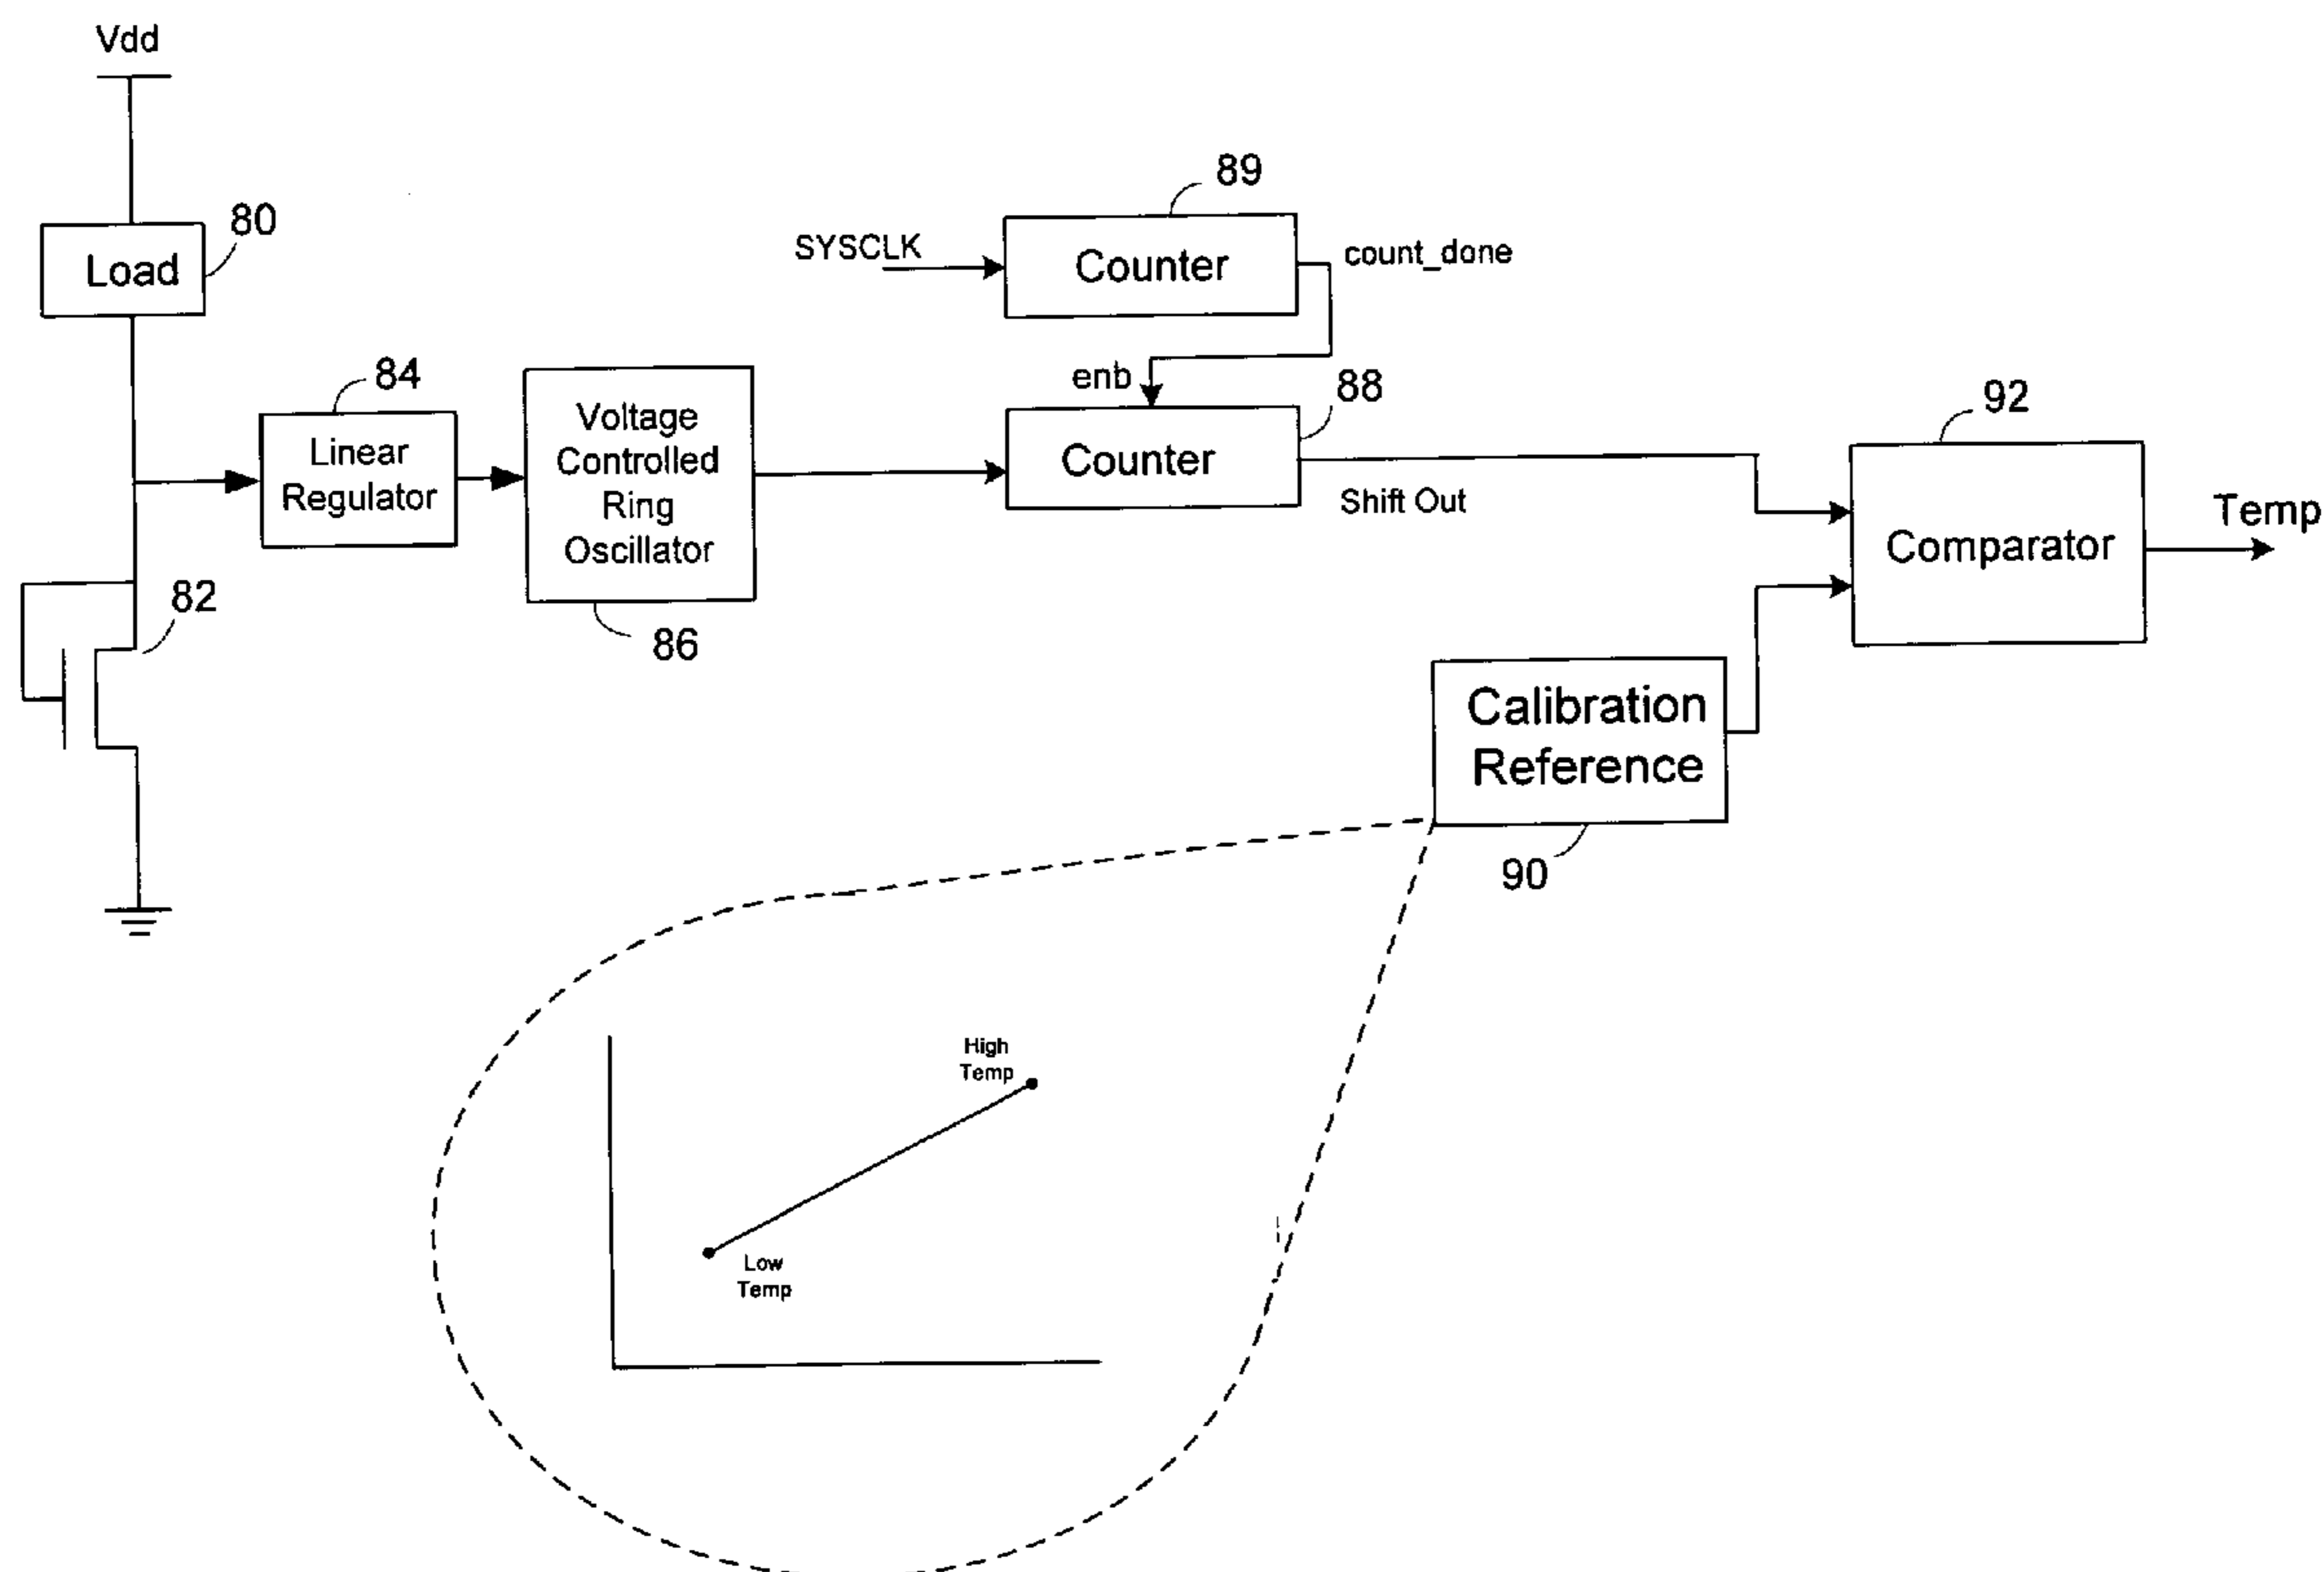 Vdd
80
Load
89
SYSCLK
Counter
count_done
84
Linear
Regulator
Voltage
Controlled
Ring
Oscillator
86
enb
88
Counter
Shift Out
92
Comparator
Temp
82
Calibration
Reference
90
High
Temp
Low
Temp